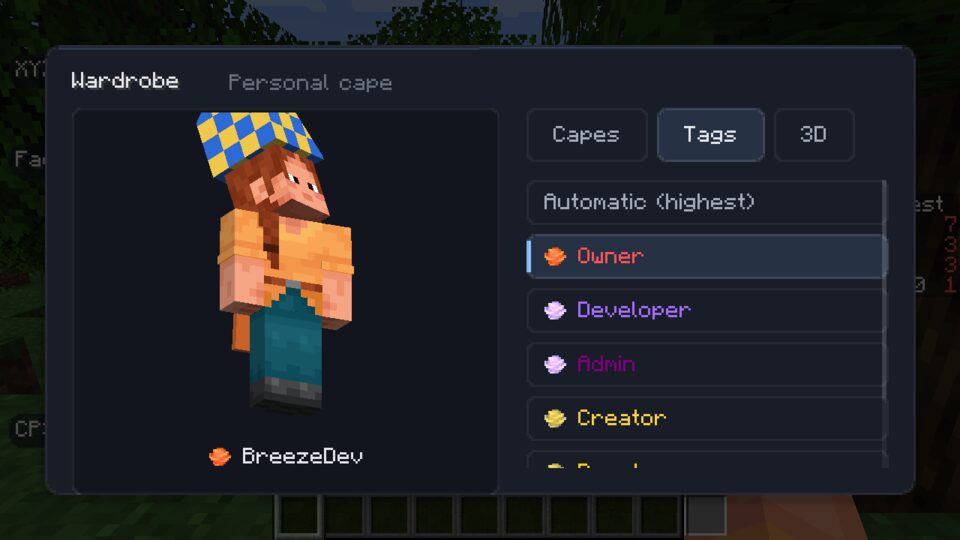 Wardrobe
Personal cape
Capes
Tags
3D
Automatic (highest)
Owner
Developer
Admin
Creator
BreezeDev